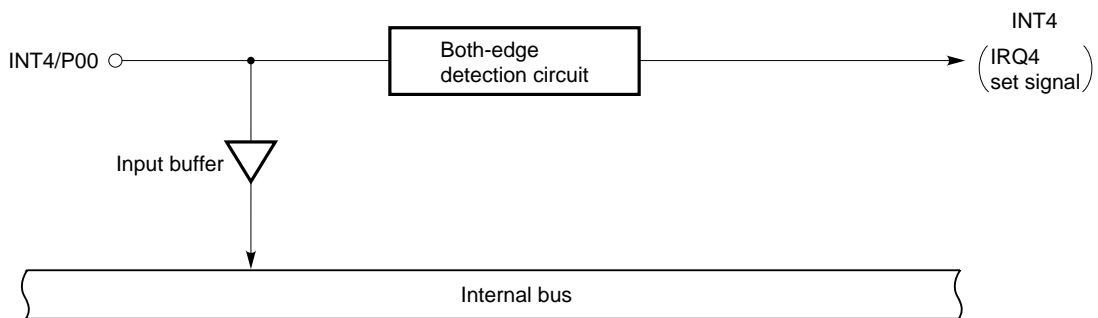 INT4
INT4/P00
Both-edge
detection circuit
(IRQ4
set signal)
Input buffer
Internal bus